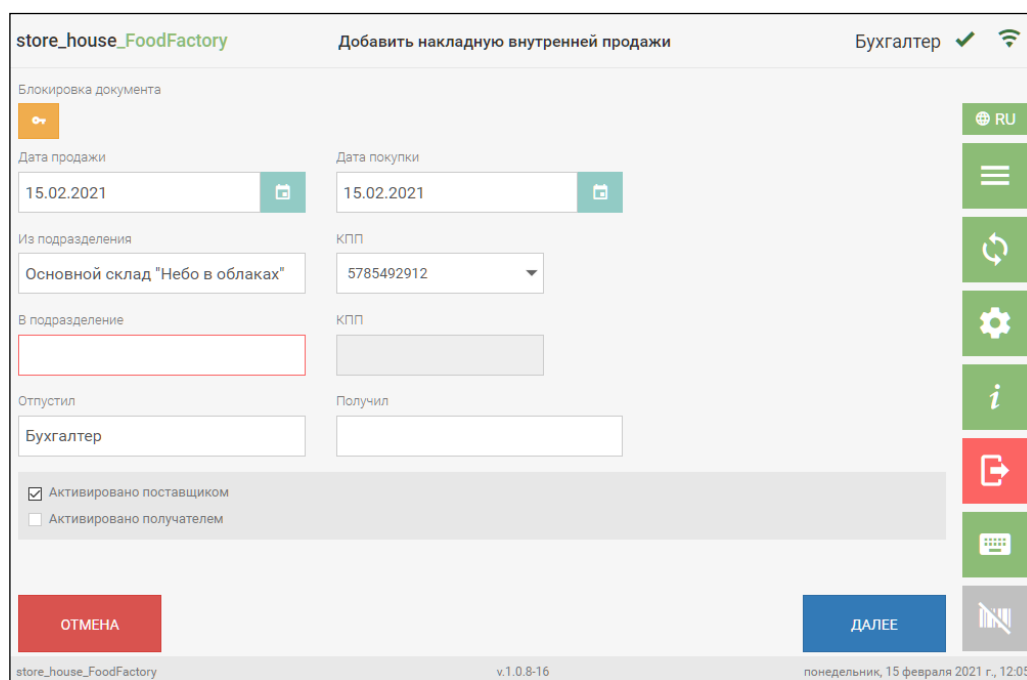 store_house_FoodFactory Добавить накладную внутренней продажи Бухгалтер
Блокировка документа
RU
Дата продажи Дата покупки
15.02.2021 15.02.2021
Из подразделения КПП
Основной склад "Небо в облаках" 5785492912
В подразделение КПП
Отпустил Получил
Бухгалтер
Активировано поставщиком
Активировано получателем
ОТМЕНА ДАЛЕЕ
store_house_FoodFactory v.1.0.8-16 понедельник, 15 февраля 2021 г., 12:05